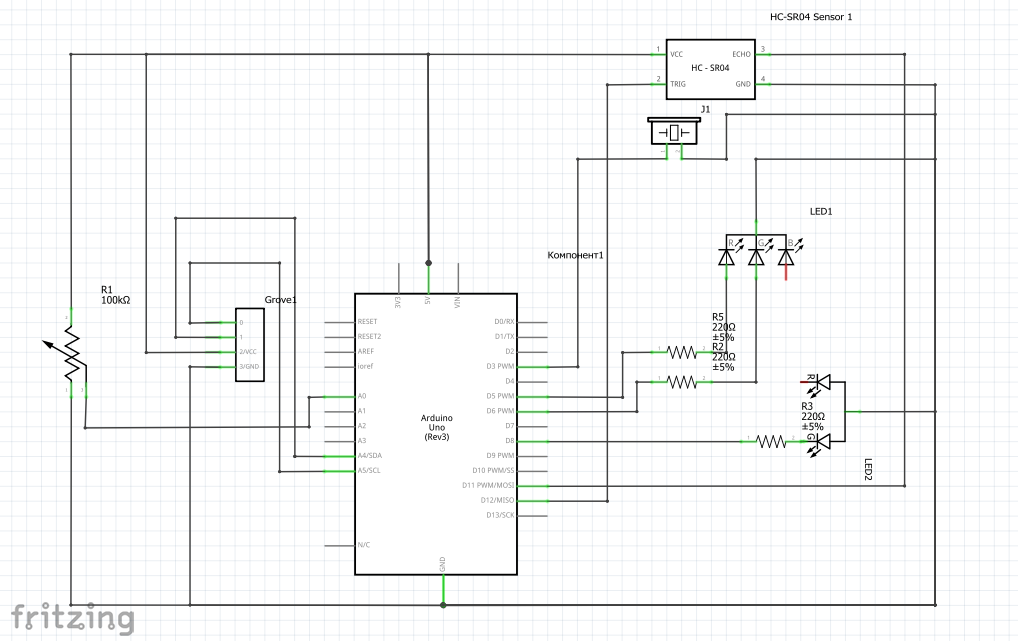 HC-SR04 Sensor 1
1
VCC
ECHO
3
HC - SR04
2
TRIG
GND
4
J1
LED1
R
G
B
Компонент1
R1
100kΩ
Grove1
0
1
2/VCC
3/GND
3V3
5V
VIN
RESET
RESET2
AREF
ioref
A0
A1
A2
A3
A4/SDA
A5/SCL
N/C
Arduino
Uno
(Rev3)
D0/RX
D1/TX
D2
D3 PWM
D4
D5 PWM
D6 PWM
D7
D8
D9 PWM
D10 PWM/SS
D11 PWM/MOSI
D12/MISO
D13/SCK
GND
R5
220Ω
±5%
R2
220Ω
±5%
R
R3
220Ω
±5%
G
LED2
fritzing